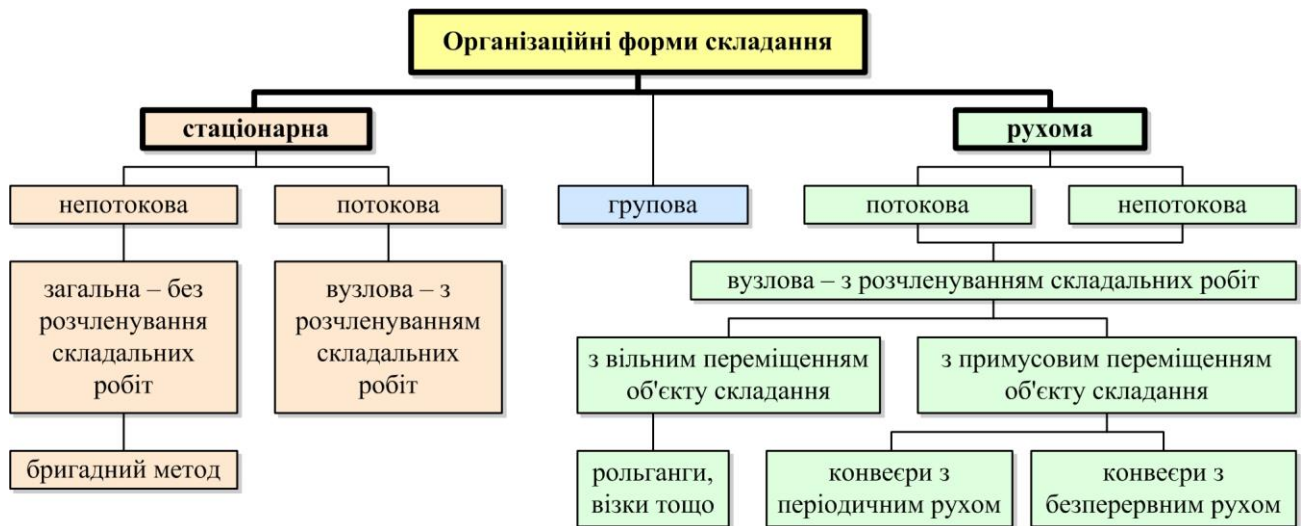 Організаційні форми складання
стаціонарна
рухома
непотокова
потокова
групова
потокова
непотокова
загальна – без
розчленування
складальних
робіт
вузлова – з
розчленуванням
складальних
робіт
вузлова – з розчленуванням складальних робіт
з вільним переміщенням
об'єкту складання
з примусовим переміщенням
об'єкту складання
бригадний метод
рольганги,
візки тощо
конвеєри з
періодичним рухом
конвеєри з
безперервним рухом